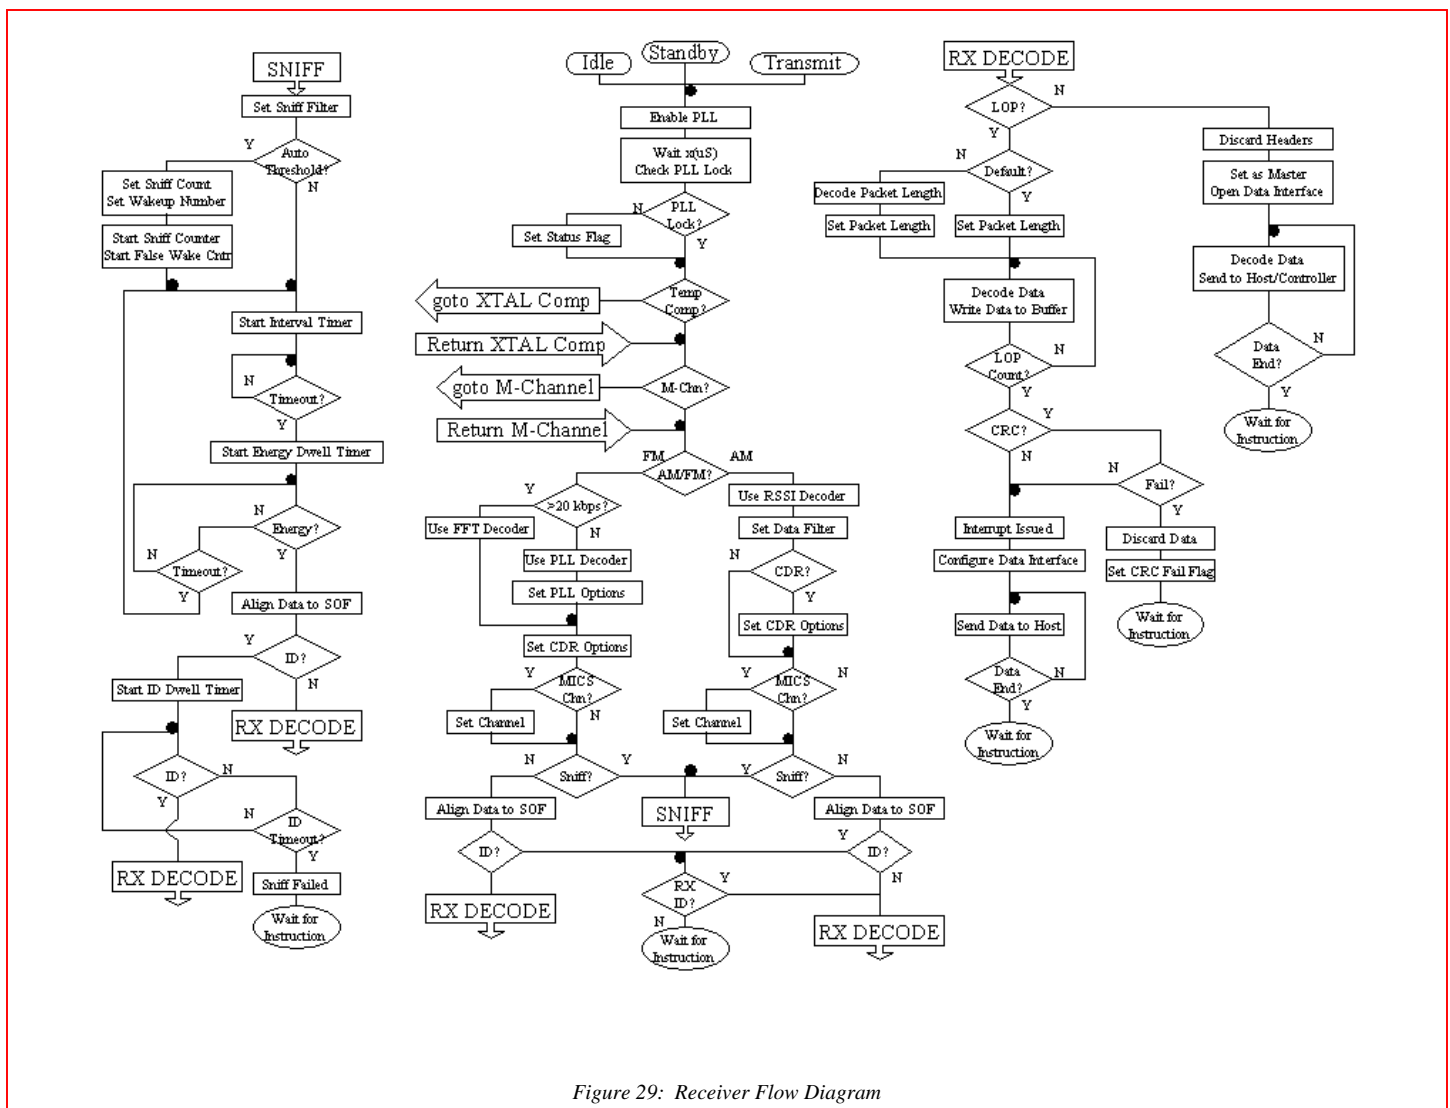 SNIFF
Set Sniff Filter
Y
Auto
Threshold?
N
Set Sniff Count
Set Wakeup Number
Start Sniff Counter
Start False Wake Cntr
Start Interval Timer
N
Timeout?
Y
Start Energy Dwell Timer
N
Energy?
Y
N
Timeout?
Y
Align Data to SOF
Y
ID?
N
Start ID Dwell Timer
RX DECODE
ID?
N
Y
N
ID
Timeout?
Y
RX DECODE
Sniff Failed
Wait for
Instruction
Idle
Standby
Transmit
Enable PLL
Wait x(uS)
Check PLL Lock
N
PLL
Lock?
Y
Set Status Flag
goto XTAL Comp
Temp
Comp?
Return XTAL Comp
goto M-Channel
M-Chn?
Return M-Channel
FM
AM/FM?
AM
Y
>20 kbps?
N
Use FFT Decoder
Use PLL Decoder
Set PLL Options
Set CDR Options
Y
MICS
Chn?
N
Set Channel
N
Sniff?
Y
Align Data to SOF
ID?
RX DECODE
Use RSSI Decoder
Set Data Filter
N
CDR?
Y
Set CDR Options
Y
MICS
Chn?
N
Set Channel
Y
Sniff?
N
SNIFF
Align Data to SOF
Y
ID?
N
RX
ID?
Y
N
Wait for
Instruction
RX DECODE
RX DECODE
LOP?
N
Y
N
Default?
Y
Decode Packet Length
Set Packet Length
Set Packet Length
Decode Data
Write Data to Buffer
LOP
Count?
N
Y
CRC?
Y
N
N
Fail?
Y
Interrupt Issued
Configure Data Interface
Discard Data
Set CRC Fail Flag
Wait for
Instruction
Send Data to Host
Data
End?
N
Y
Wait for
Instruction
Discard Headers
Set as Master
Open Data Interface
Decode Data
Send to Host/Controller
Data
End?
N
Y
Wait for
Instruction
Figure 29: Receiver Flow Diagram